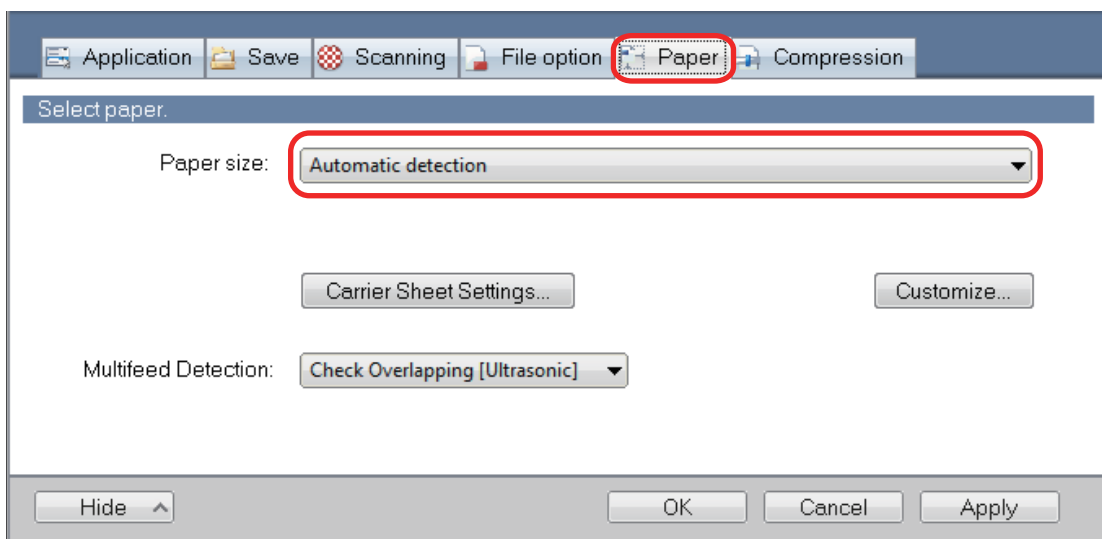 Application Save Scanning File option Paper Compression
Select paper.
Paper size: Automatic detection
Carrier Sheet Settings... Customize...
Multifeed Detection: Check Overlapping [Ultrasonic]
Hide OK Cancel Apply